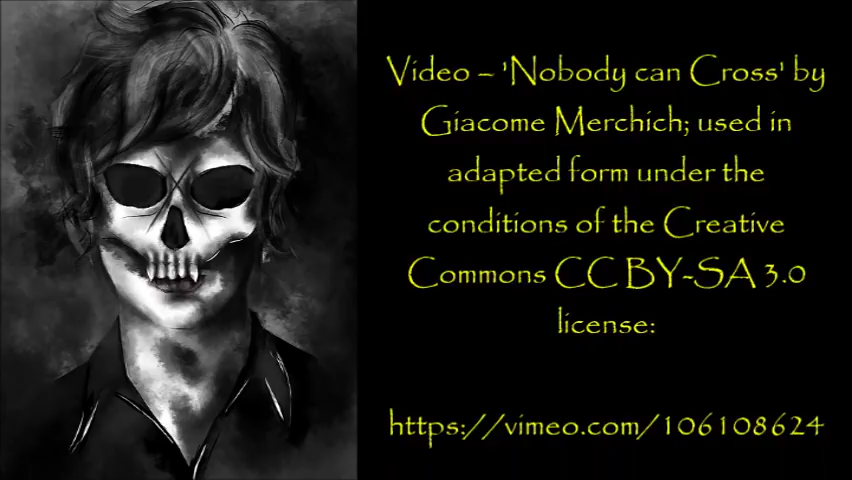 Video – 'Nobody can Cross' by
Giacome Merchich; used in
adapted form under the
conditions of the Creative
Commons CC BY-SA 3.0
license:
https://vimeo.com/106108624